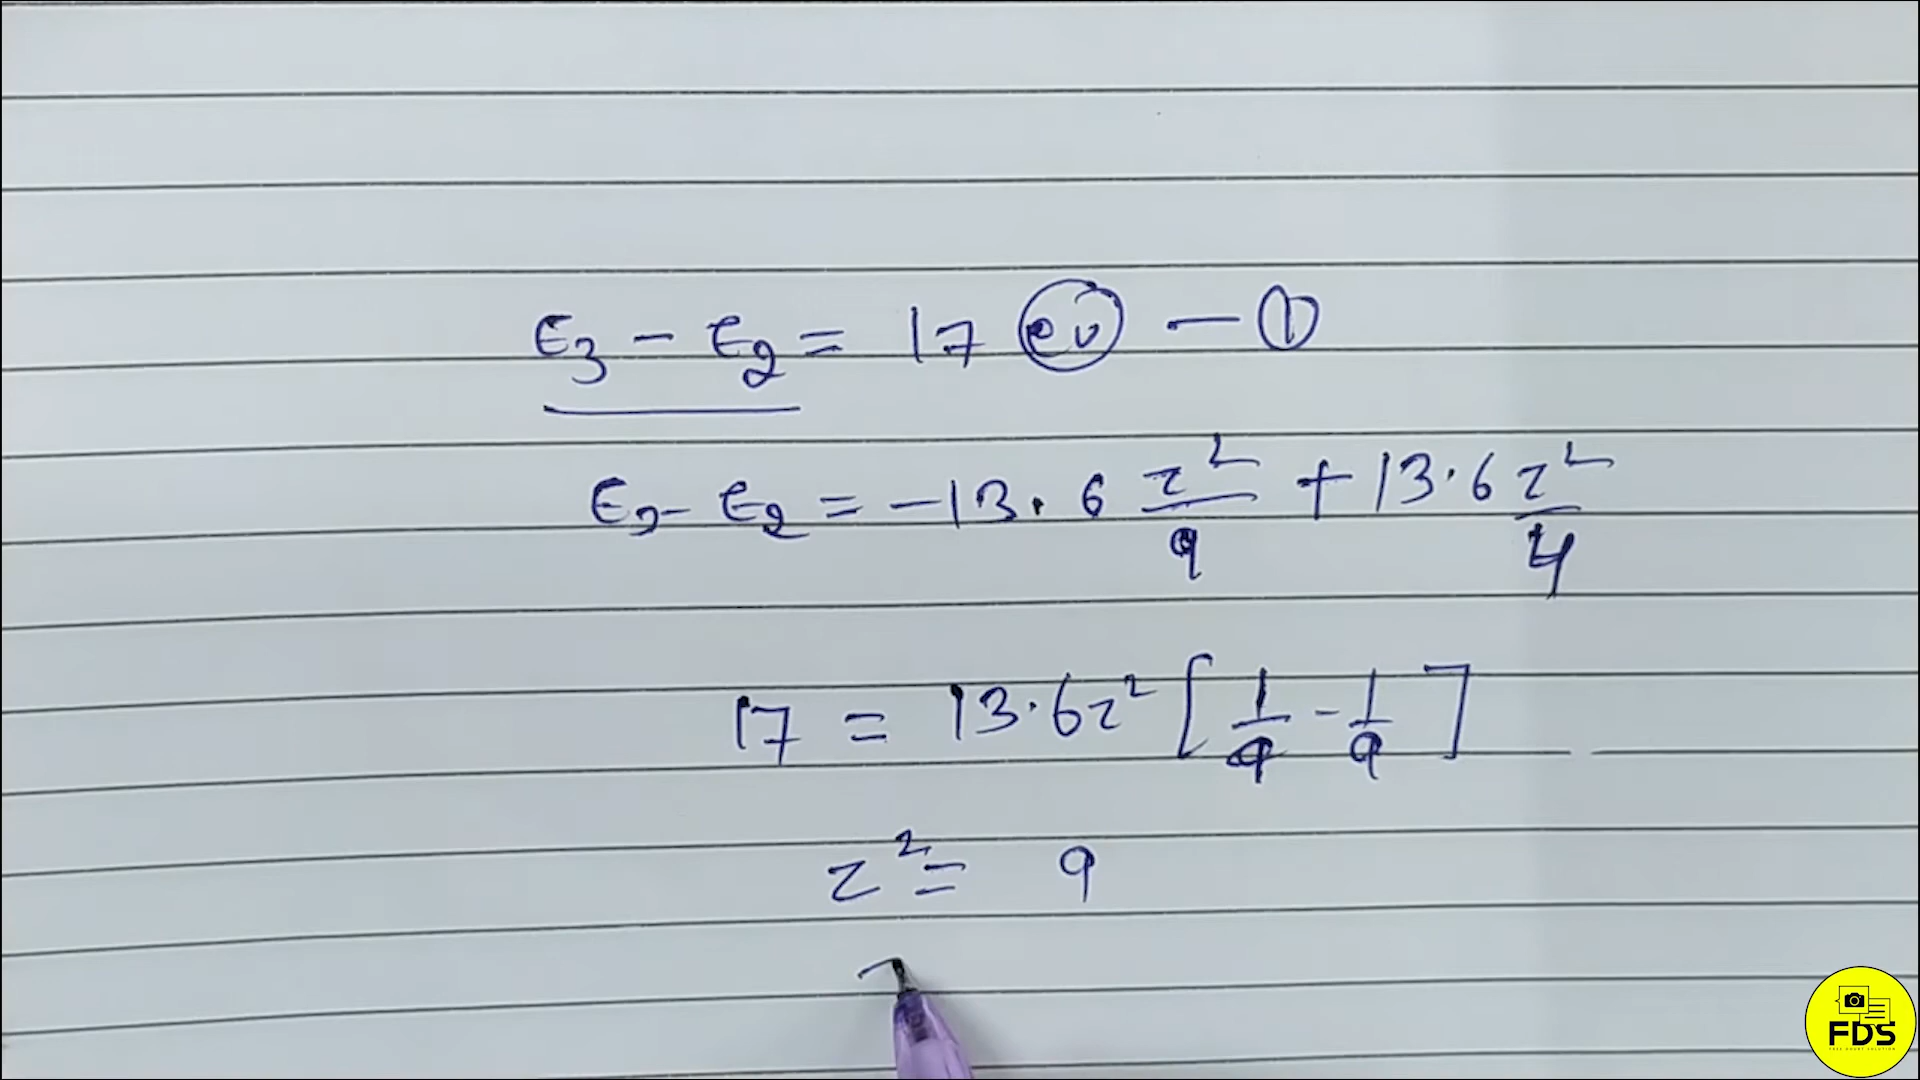 E₃ - E₂ = 17 eV — ①
E₃ - E₂ = -13.6 z²/9 + 13.6 z²/4
17 = 13.6z² [1/4 - 1/9]
z² = 9
FDS